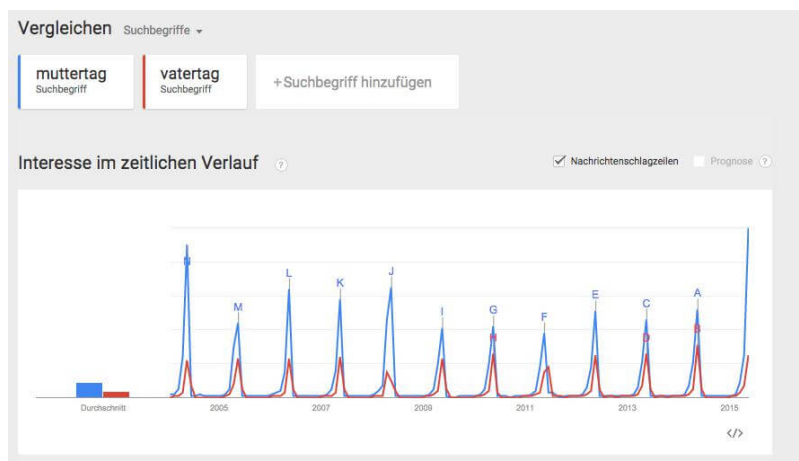 Vergleichen Suchbegriffe
muttertag
Suchbegriff
vatertag
Suchbegriff
+Suchbegriff hinzufügen
Interesse im zeitlichen Verlauf ?
Nachrichtenschlagzeilen
Prognose ?
N
M
L
K
J
I
G
H
F
E
C
D
A
B
Durchschnitt
2005
2007
2009
2011
2013
2015
</>